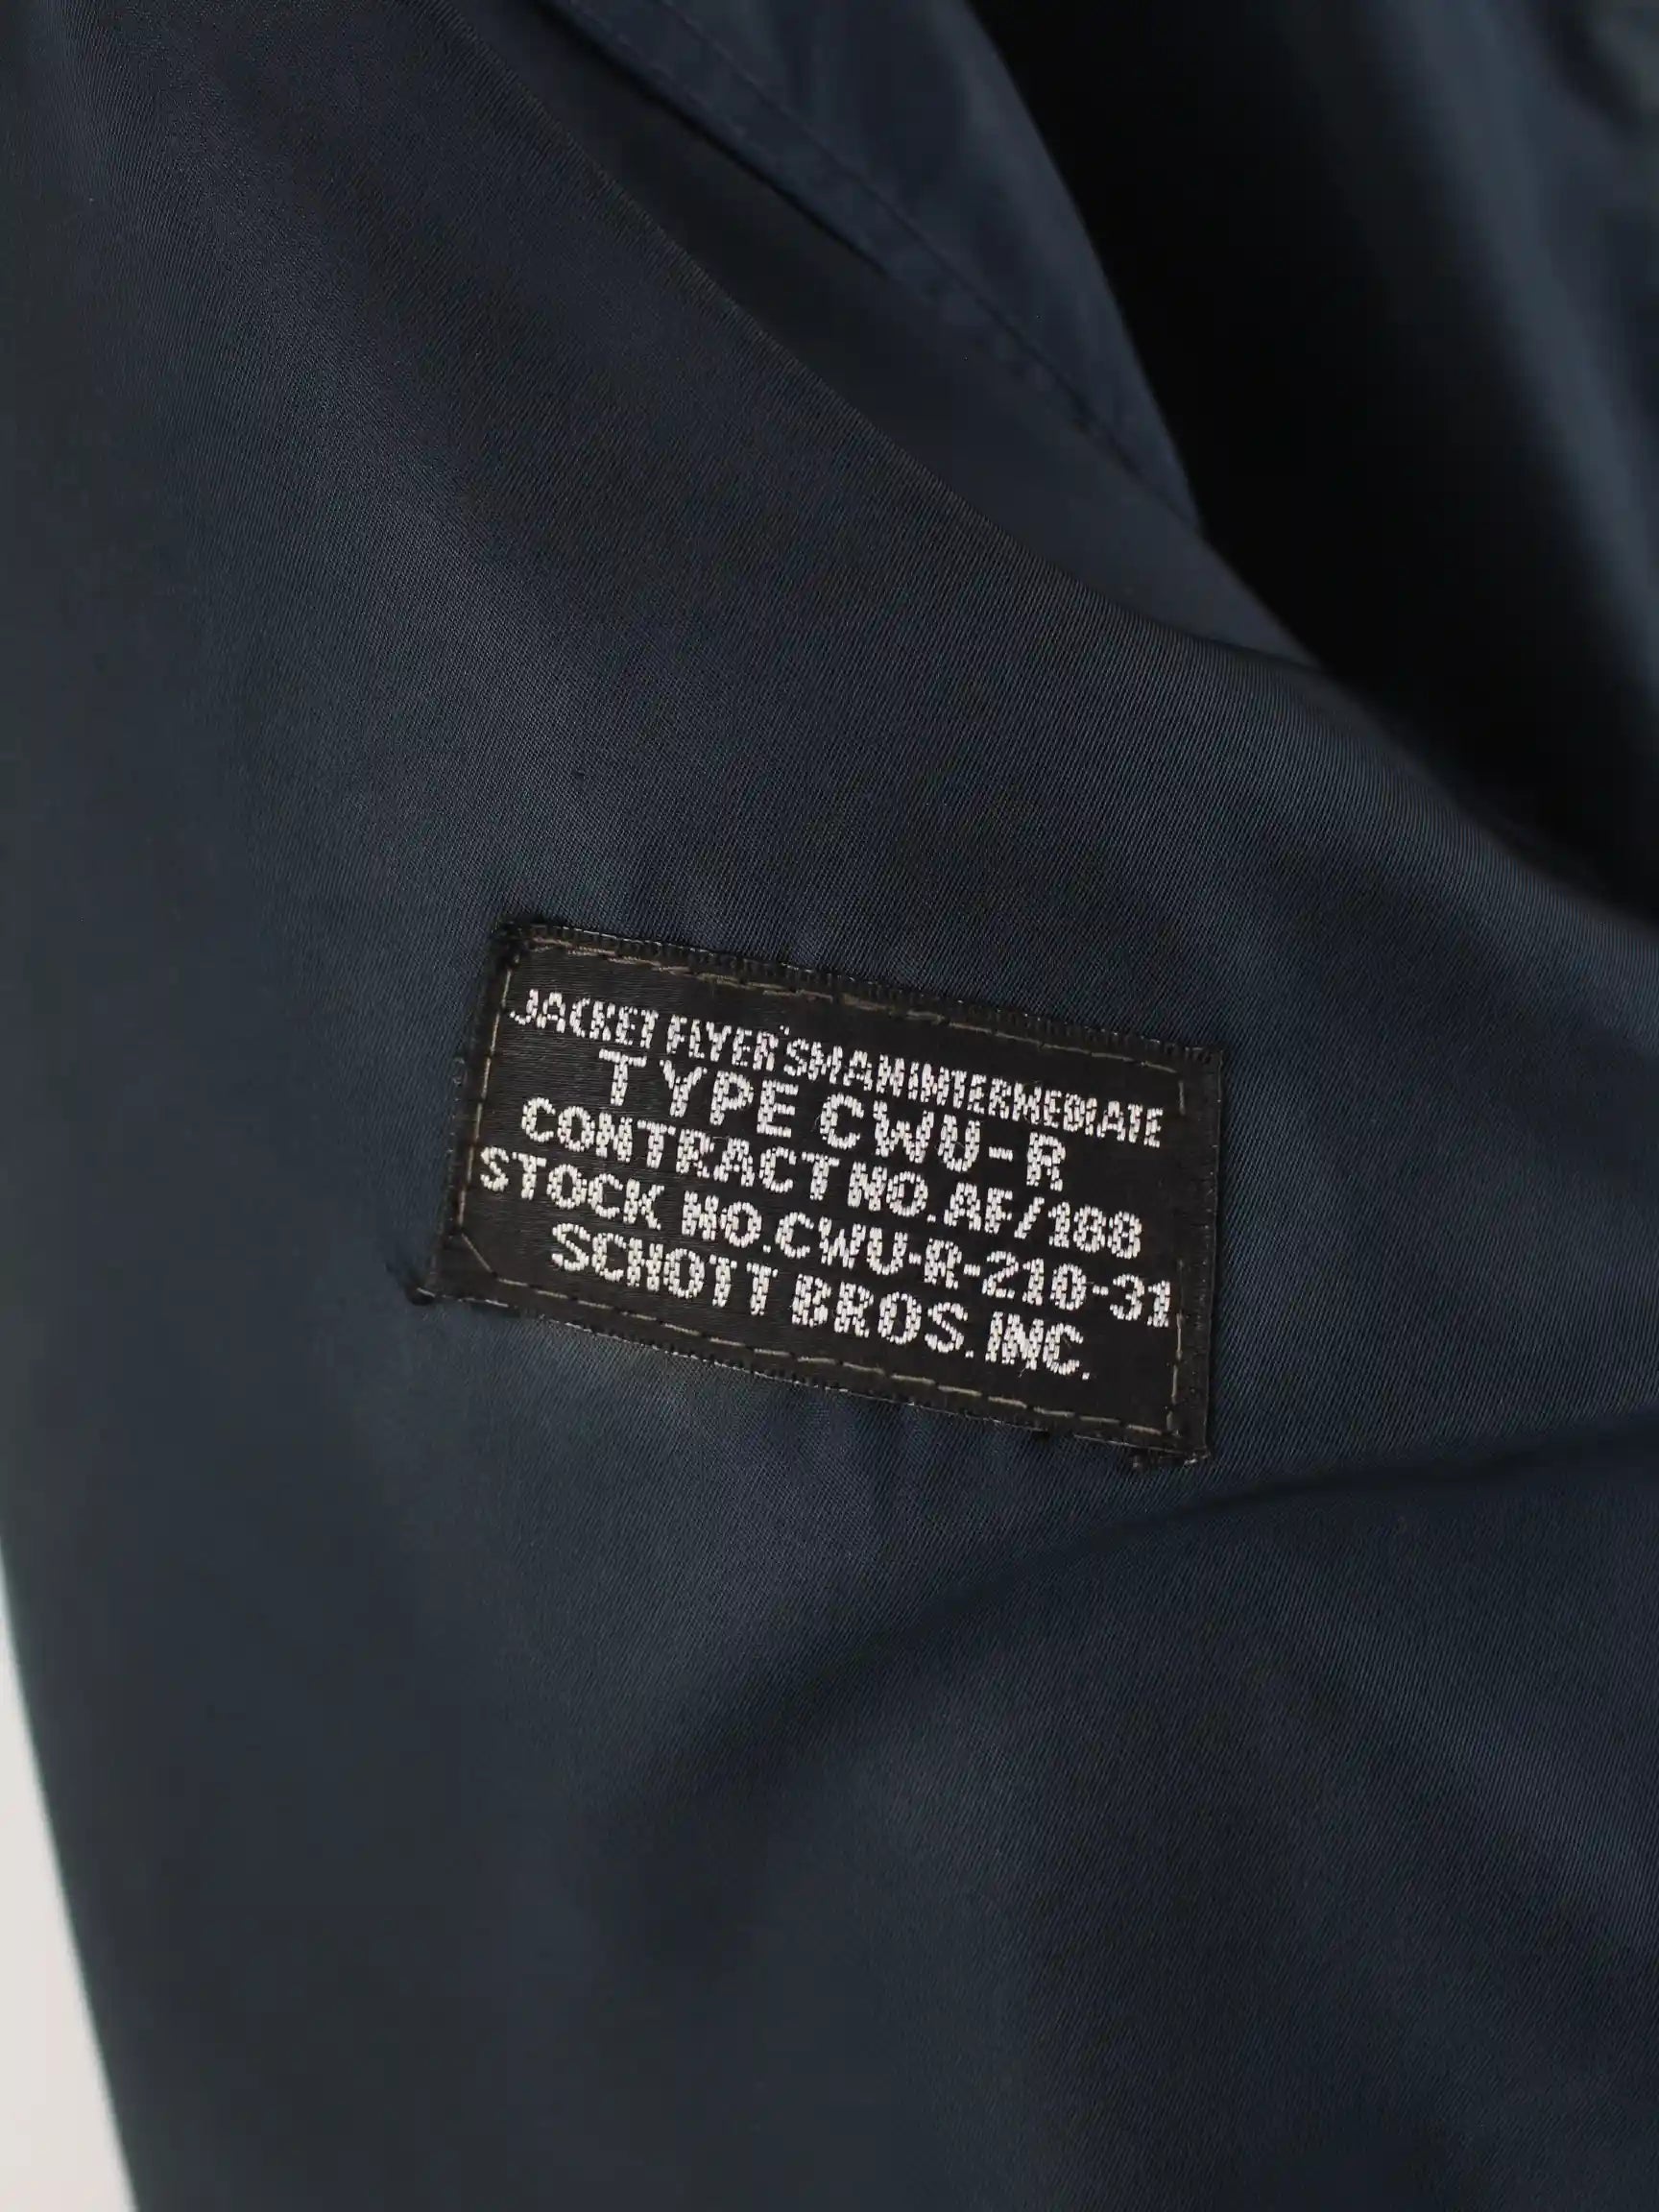 JACKET FLYER'S MAN INTERMEDIATE
TYPE CWU-R
CONTRACT NO. AF/188
STOCK NO. CWU-R-210-31
SCHOTT BROS. INC.